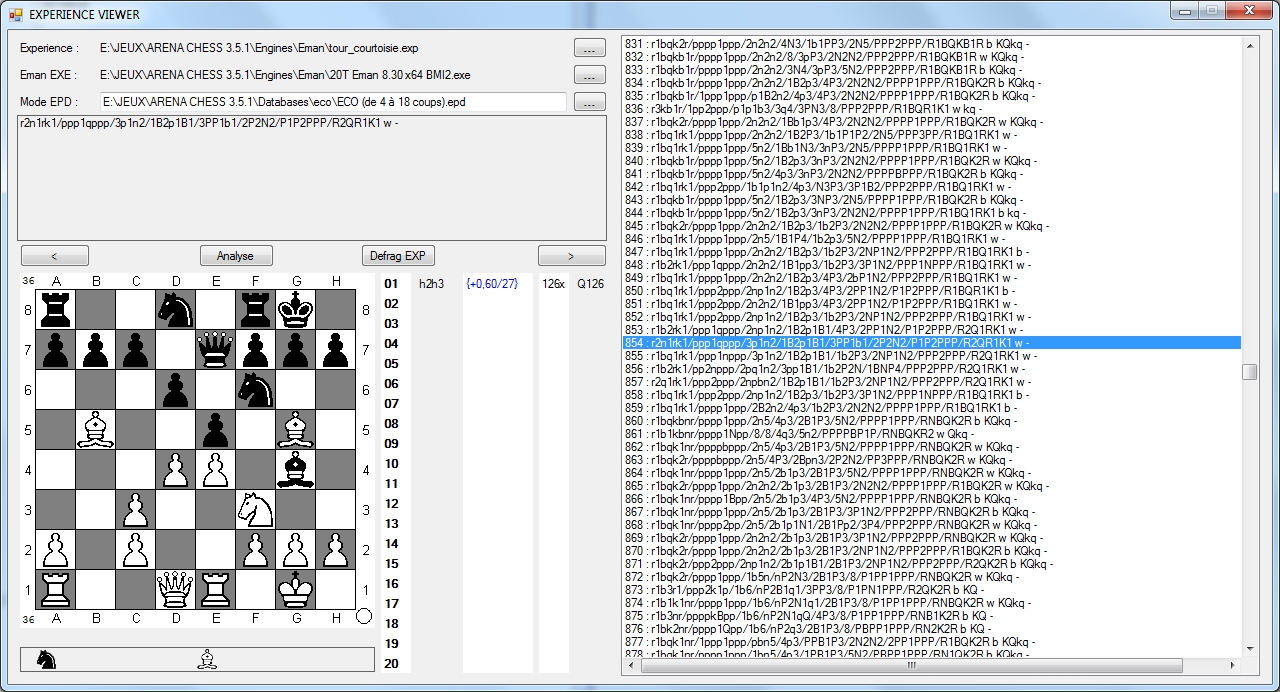 EXPERIENCE VIEWER
Experience : E:\JEUX\ARENA CHESS 3.5.1\Engines\Eman\tour_courtoisie.exp ...
Eman EXE : E:\JEUX\ARENA CHESS 3.5.1\Engines\Eman\20T Eman 8.30 x64 BMI2.exe ...
Mode EPD : E:\JEUX\ARENA CHESS 3.5.1\Databases\eco\ECO (de 4 à 18 coups).epd ...
r2n1rk1/ppp1qppp/3p1n2/1B2p1B1/3PP1b1/2P2N2/P1P2PPP/R2QR1K1 w -
< Analyse Defrag EXP >
36 A B C D E F G H
8 8
7 7
6 6
5 5
4 4
3 3
2 2
1 1
36 A B C D E F G H
01 h2h3 {+0,60/27} 126x Q126
02
03
04
05
06
07
08
09
10
11
12
13
14
15
16
17
18
19
20
831 : r1bqk2r/pppp1ppp/2n2n2/4N3/1b1PP3/2N5/PPP2PPP/R1BQKB1R b KQkq -
832 : r1bqkb1r/pppp1ppp/2n2n2/8/3pP3/2N2N2/PPP2PPP/R1BQKB1R w KQkq -
833 : r1bqkb1r/pppp1ppp/2n2n2/3N4/3pP3/5N2/PPP2PPP/R1BQKB1R b KQkq -
834 : r1bqkb1r/pppp1ppp/2n2n2/1B2p3/4P3/2N2N2/PPPP1PPP/R1BQK2R b KQkq -
835 : r1bqkb1r/1ppp1ppp/p1B2n2/4p3/4P3/2N2N2/PPPP1PPP/R1BQK2R b KQkq -
836 : r3kb1r/1pp2ppp/p1p1b3/3q4/3PN3/8/PPP2PPP/R1BQR1K1 w kq -
837 : r1bqk2r/pppp1ppp/2n2n2/1Bb1p3/4P3/2N2N2/PPPP1PPP/R1BQK2R w KQkq -
838 : r1bq1rk1/pppp1ppp/2n2n2/1B2P3/1b1P1P2/2N5/PPP3PP/R1BQ1RK1 w -
839 : r1bq1rk1/pppp1ppp/5n2/1Bb1N3/3nP3/2N5/PPPP1PPP/R1BQ1RK1 w -
840 : r1bqkb1r/pppp1ppp/5n2/1B2p3/3nP3/2N2N2/PPPP1PPP/R1BQK2R w KQkq -
841 : r1bqkb1r/pppp1ppp/5n2/4p3/3nP3/2N2N2/PPPPBPPP/R1BQK2R b KQkq -
842 : r1bq1rk1/ppp2ppp/1b1p1n2/4p3/N3P3/3P1B2/PPP2PPP/R1BQ1RK1 w -
843 : r1bqkb1r/pppp1ppp/5n2/1B2p3/3NP3/2N5/PPPP1PPP/R1BQK2R b KQkq -
844 : r1bqkb1r/pppp1ppp/5n2/1B2p3/3nP3/2N2N2/PPPP1PPP/R1BQ1RK1 b kq -
845 : r1bqk2r/pppp1ppp/2n2n2/1B2p3/1b2P3/2N2N2/PPPP1PPP/R1BQK2R w KQkq -
846 : r1bq1rk1/pppp1ppp/2n5/1B1P4/1b2p3/5N2/PPPP1PPP/R1BQ1RK1 w -
847 : r1bq1rk1/pppp1ppp/2n2n2/1B2p3/1b2P3/2NP1N2/PPP2PPP/R1BQ1RK1 b -
848 : r1b2rk1/ppp1qppp/2n2n2/1B1pp3/1b2P3/3P1N2/PPP1NPPP/R1BQ1RK1 w -
849 : r1bq1rk1/pppp1ppp/2n2n2/1B2p3/4P3/2bP1N2/PPP2PPP/R1BQ1RK1 w -
850 : r1bq1rk1/ppp2ppp/2np1n2/1B2p3/4P3/2PP1N2/P1P2PPP/R1BQ1RK1 b -
851 : r1bq1rk1/ppp2ppp/2n2n2/1B1pp3/4P3/2PP1N2/P1P2PPP/R1BQ1RK1 w -
852 : r1bq1rk1/ppp2ppp/2np1n2/1B2p3/1b2P3/2NP1N2/PPP2PPP/R1BQ1RK1 w -
853 : r1b2rk1/ppp1qppp/2np1n2/1B2p1B1/4P3/2PP1N2/P1P2PPP/R2Q1RK1 w -
854 : r2n1rk1/ppp1qppp/3p1n2/1B2p1B1/3PP1b1/2P2N2/P1P2PPP/R2QR1K1 w -
855 : r1bq1rk1/ppp1nppp/3p1n2/1B2p1B1/1b2P3/2NP1N2/PPP2PPP/R2Q1RK1 w -
856 : r1b2rk1/pp2nppp/2pq1n2/3pp1B1/1b2P2N/1BNP4/PPP2PPP/R2Q1RK1 w -
857 : r2q1rk1/ppp2ppp/2npbn2/1B2p1B1/1b2P3/2NP1N2/PPP2PPP/R2Q1RK1 w -
858 : r1bq1rk1/ppp2ppp/2np1n2/1B2p3/1b2P3/3P1N2/PPP1NPPP/R1BQ1RK1 b -
859 : r1bq1rk1/pppp1ppp/2B2n2/4p3/1b2P3/2N2N2/PPPP1PPP/R1BQ1RK1 b -
860 : r1bqkbnr/pppp1ppp/2n5/4p3/2B1P3/5N2/PPPP1PPP/RNBQK2R b KQkq -
861 : r1b1kbnr/pppp1Npp/8/8/4q3/5n2/PPPPBP1P/RNBQKR2 w Qkq -
862 : r1bqk1nr/ppppbppp/2n5/4p3/2B1P3/5N2/PPPP1PPP/RNBQK2R w KQkq -
863 : r1bqk2r/ppppbppp/2n5/4P3/2Bpn3/2P2N2/PP3PPP/RNBQK2R w KQkq -
864 : r1bqk1nr/pppp1ppp/2n5/2b1p3/2B1P3/5N2/PPPP1PPP/RNBQK2R w KQkq -
865 : r1bqk2r/pppp1ppp/2n2n2/2b1p3/2B1P3/2N2N2/PPPP1PPP/R1BQK2R w KQkq -
866 : r1bqk1nr/pppp1Bpp/2n5/2b1p3/4P3/5N2/PPPP1PPP/RNBQK2R b KQkq -
867 : r1bqk1nr/pppp1ppp/2n5/2b1p3/2B1P3/3P1N2/PPP2PPP/RNBQK2R b KQkq -
868 : r1bqk1nr/pppp2pp/2n5/2b1p1N1/2B1Pp2/3P4/PPP2PPP/RNBQK2R w KQkq -
869 : r1bqk2r/pppp1ppp/2n2n2/2b1p3/2B1P3/3P1N2/PPP2PPP/RNBQK2R w KQkq -
870 : r1bqk2r/pppp1ppp/2n2n2/2b1p3/2B1P3/2NP1N2/PPP2PPP/R1BQK2R b KQkq -
871 : r1bqk2r/ppp2ppp/2np1n2/2b1p1B1/2B1P3/2NP1N2/PPP2PPP/R2QK2R b KQkq -
872 : r1bqk2r/pppp1ppp/1b5n/nP2N3/2B1P3/8/P1PP1PPP/RNBQK2R w KQkq -
873 : r1b3r1/ppp2k1p/1b6/nP2B1q1/3PP3/8/P1PN1PPP/R2QK2R b KQ -
874 : r1b1k1nr/pppp1ppp/1b6/nP2N1q1/2B1P3/8/P1PP1PPP/RNBQK2R w KQkq -
875 : r1b3nr/ppppkBpp/1b6/nP2N1qQ/4P3/8/P1PP1PPP/RNB1K2R b KQ -
876 : r1bk2nr/pppp1Qpp/1b6/nP2q3/2B1P3/8/PBPP1PPP/RN2K2R b KQ -
877 : r1bqk1nr/1ppp1ppp/pbn5/4p3/PPB1P3/2N2N2/2PP1PPP/R1BQK2R b KQkq -
878 : r1bqk1nr/1ppp1ppp/1bn5/4p3/1PB1P3/5N2/PBPP1PPP/RN1QK2R b KQkq -